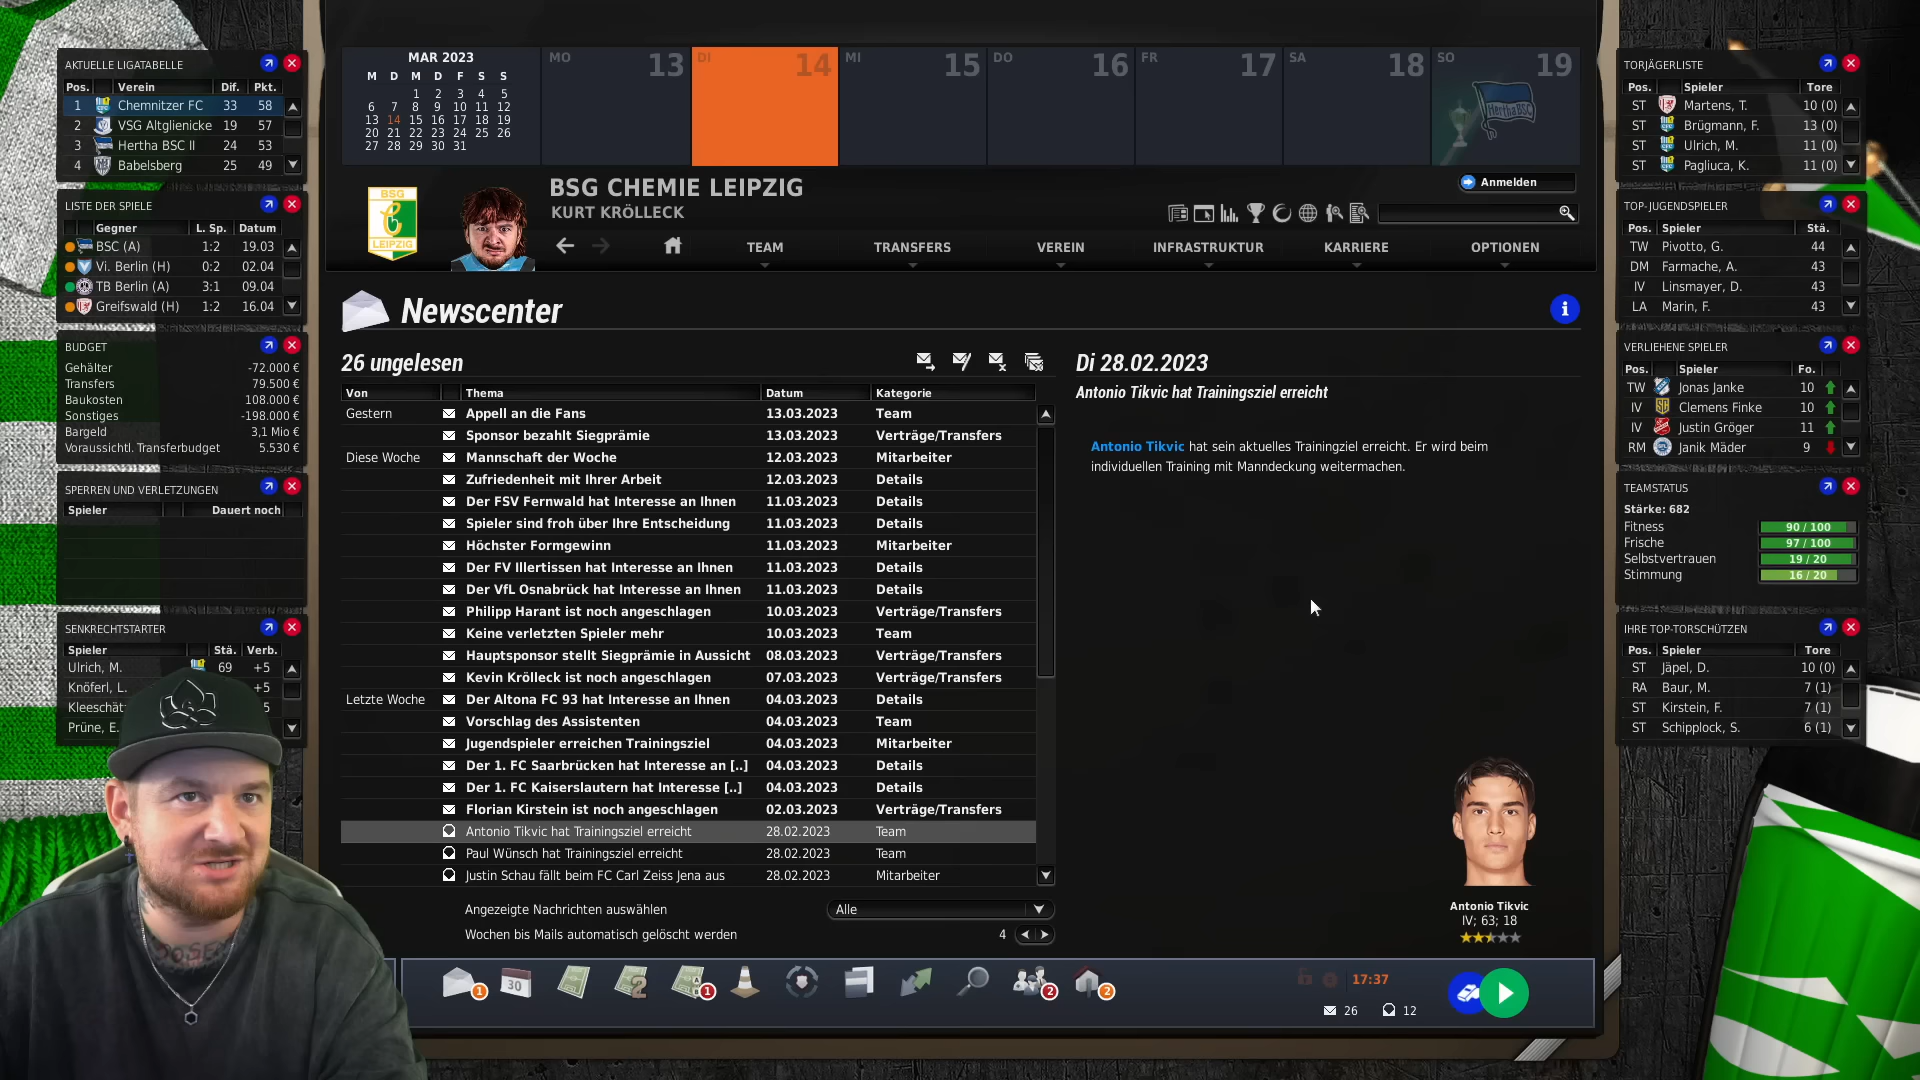 AKTUELLE LIGATABELLE
Pos. Verein Dif. Pkt.
1 Chemnitzer FC 33 58
2 VSG Altglienicke 19 57
3 Hertha BSC II 24 53
4 Babelsberg 25 49
LISTE DER SPIELE
Gegner L. Sp. Datum
BSC (A) 1:2 19.03
Vi. Berlin (H) 0:2 02.04
TB Berlin (A) 3:1 09.04
Greifswald (H) 1:2 16.04
BUDGET
Gehälter -72.000 €
Transfers 79.500 €
Baukosten 108.000 €
Sonstiges -198.000 €
Bargeld 3,1 Mio €
Voraussichtl. Transferbudget 5.530 €
SPERREN UND VERLETZUNGEN
Spieler Dauert noch
SENKRECHTSTARTER
Spieler Stä. Verb.
Ulrich, M. 69 +5
Knöferl, L. +5
Prüne, E.
MAR 2023
M D M D F S S
1 2 3 4 5
6 7 8 9 10 11 12
13 14 15 16 17 18 19
20 21 22 23 24 25 26
27 28 29 30 31
MO 13
DI 14
MI 15
DO 16
FR 17
SA 18
SO 19
Hertha BSC
BSG
LEIPZIG
BSG CHEMIE LEIPZIG
KURT KRÖLLECK
Anmelden
TEAM TRANSFERS VEREIN INFRASTRUKTUR KARRIERE OPTIONEN
Newscenter
26 ungelesen
Von Thema Datum Kategorie
Gestern Appell an die Fans 13.03.2023 Team
Sponsor bezahlt Siegprämie 13.03.2023 Verträge/Transfers
Diese Woche Mannschaft der Woche 12.03.2023 Mitarbeiter
Zufriedenheit mit Ihrer Arbeit 12.03.2023 Details
Der FSV Fernwald hat Interesse an Ihnen 11.03.2023 Details
Spieler sind froh über Ihre Entscheidung 11.03.2023 Details
Höchster Formgewinn 11.03.2023 Mitarbeiter
Der FV Illertissen hat Interesse an Ihnen 11.03.2023 Details
Der VfL Osnabrück hat Interesse an Ihnen 11.03.2023 Details
Philipp Harant ist noch angeschlagen 10.03.2023 Verträge/Transfers
Keine verletzten Spieler mehr 10.03.2023 Team
Hauptsponsor stellt Siegprämie in Aussicht 08.03.2023 Verträge/Transfers
Kevin Krölleck ist noch angeschlagen 07.03.2023 Verträge/Transfers
Letzte Woche Der Altona FC 93 hat Interesse an Ihnen 04.03.2023 Details
Vorschlag des Assistenten 04.03.2023 Team
Jugendspieler erreichen Trainingsziel 04.03.2023 Mitarbeiter
Der 1. FC Saarbrücken hat Interesse an [..] 04.03.2023 Details
Der 1. FC Kaiserslautern hat Interesse [..] 04.03.2023 Details
Florian Kirstein ist noch angeschlagen 02.03.2023 Verträge/Transfers
Antonio Tikvic hat Trainingsziel erreicht 28.02.2023 Team
Paul Wünsch hat Trainingsziel erreicht 28.02.2023 Team
Justin Schau fällt beim FC Carl Zeiss Jena aus 28.02.2023 Mitarbeiter
Angezeigte Nachrichten auswählen Alle
Wochen bis Mails automatisch gelöscht werden 4
Di 28.02.2023
Antonio Tikvic hat Trainingsziel erreicht
Antonio Tikvic hat sein aktuelles Trainingziel erreicht. Er wird beim
individuellen Training mit Manndeckung weitermachen.
Antonio Tikvic
IV; 63; 18
1 30 2 1 2 2
17:37
26 12
TORJÄGERLISTE
Pos. Spieler Tore
ST Martens, T. 10 (0)
ST Brügmann, F. 13 (0)
ST Ulrich, M. 11 (0)
ST Pagliuca, K. 11 (0)
TOP-JUGENDSPIELER
Pos. Spieler Stä.
TW Pivotto, G. 44
DM Farmache, A. 43
IV Linsmayer, D. 43
LA Marin, F. 43
VERLIEHENE SPIELER
Pos. Spieler Fo.
TW Jonas Janke 10
IV Clemens Finke 10
IV Justin Gröger 11
RM Janik Mäder 9
TEAMSTATUS
Stärke: 682
Fitness 90 / 100
Frische 97 / 100
Selbstvertrauen 19 / 20
Stimmung 16 / 20
IHRE TOP-TORSCHÜTZEN
Pos. Spieler Tore
ST Jäpel, D. 10 (0)
RA Baur, M. 7 (1)
ST Kirstein, F. 7 (1)
ST Schipplock, S. 6 (1)